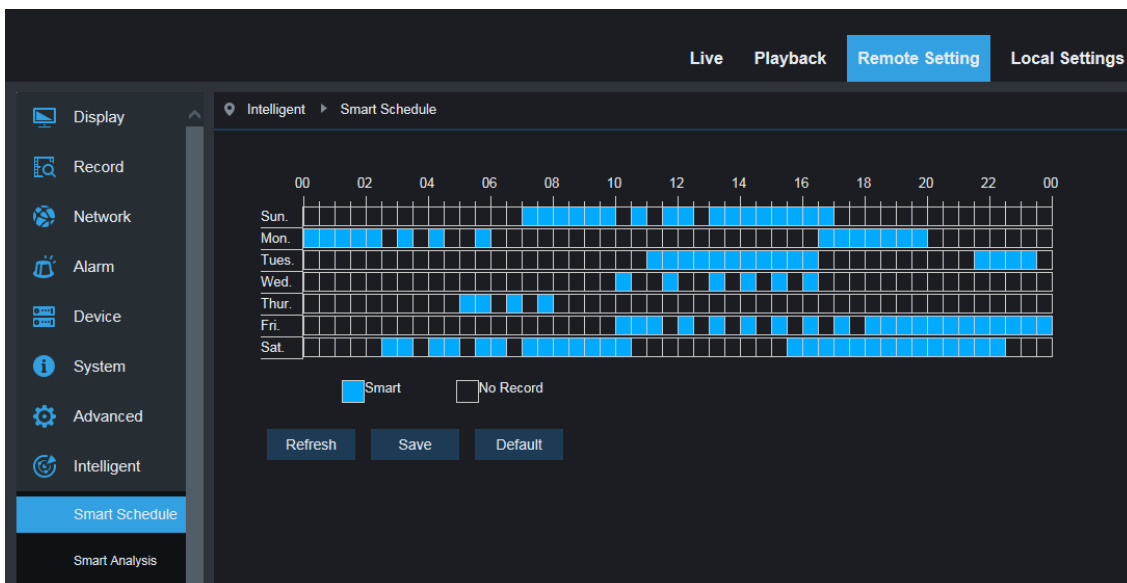 Live Playback Remote Setting Local Settings
Intelligent Smart Schedule
Display
Record
Network
Alarm
Device
System
Advanced
Intelligent
Smart Schedule
Smart Analysis
00 02 04 06 08 10 12 14 16 18 20 22 00
Sun.
Mon.
Tues.
Wed.
Thur.
Fri.
Sat.
Smart No Record
Refresh Save Default